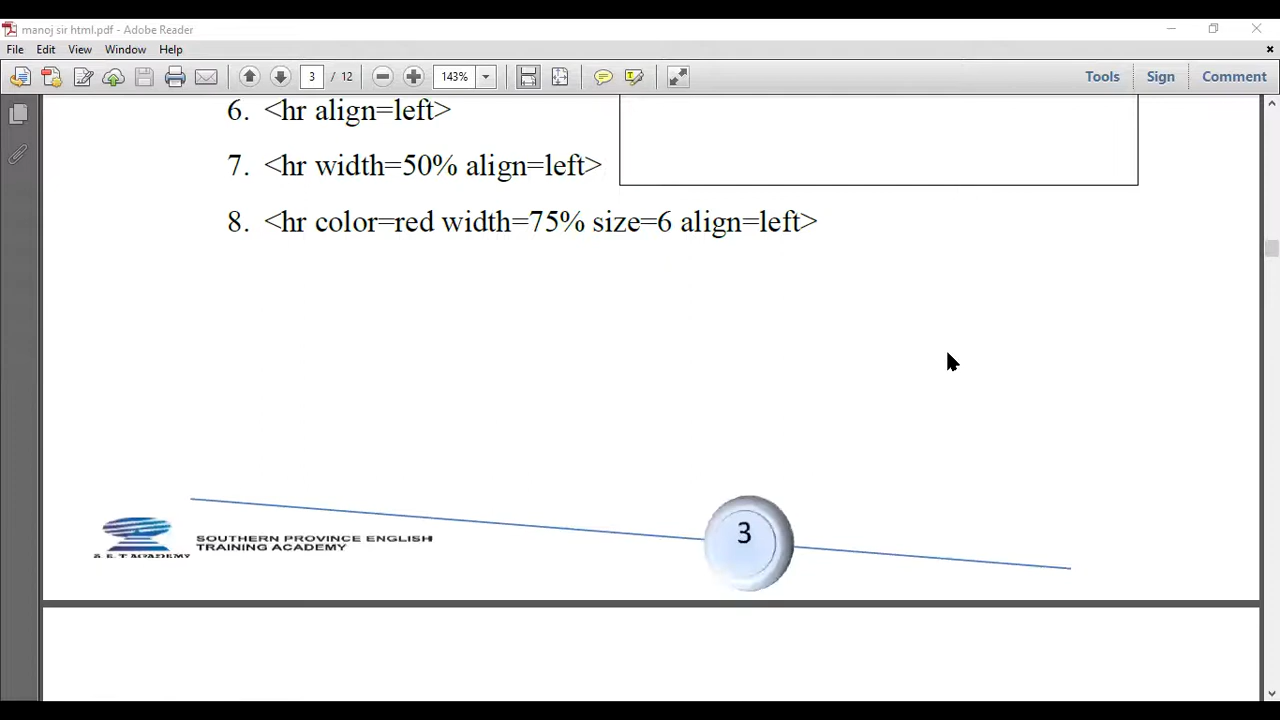 manoj sir html.pdf - Adobe Reader
File Edit View Window Help
3 / 12 143% Tools Sign Comment
6. <hr align=left>
7. <hr width=50% align=left>
8. <hr color=red width=75% size=6 align=left>
3
S.E.T ACADEMY
SOUTHERN PROVINCE ENGLISH
TRAINING ACADEMY